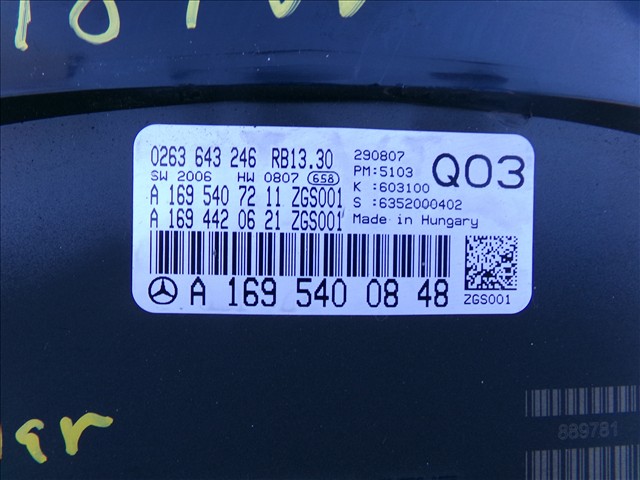 0263 643 246 RB13.30
SW 2006 HW 0807 658
A 169 540 72 11 ZGS001
A 169 442 06 21 ZGS001
290807
PM:5103
K :603100
S :6352000402
Made in Hungary
Q03
A 169 540 08 48
ZGS001
889781